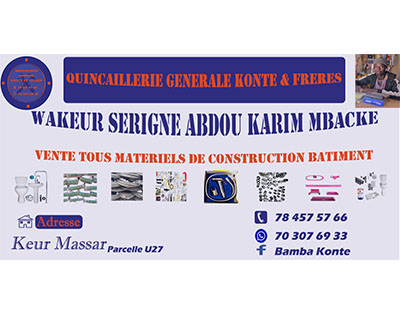 QUINCAILLERIE GENERALE KONTE & FRERES
WAKEUR SERIGNE ABDOU KARIM MBACKE
VENTE TOUS MATERIELS DE CONSTRUCTION BATIMENT
Adresse
Keur Massar Parcelle U27
78 457 57 66
70 307 69 33
Bamba Konte